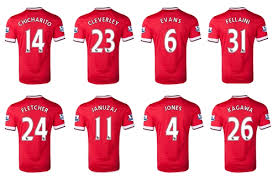 CHICHARITO
14
CLEVERLEY
23
EVANS
6
FELLAINI
31
FLETCHER
24
JANUZAJ
11
JONES
4
KAGAWA
26